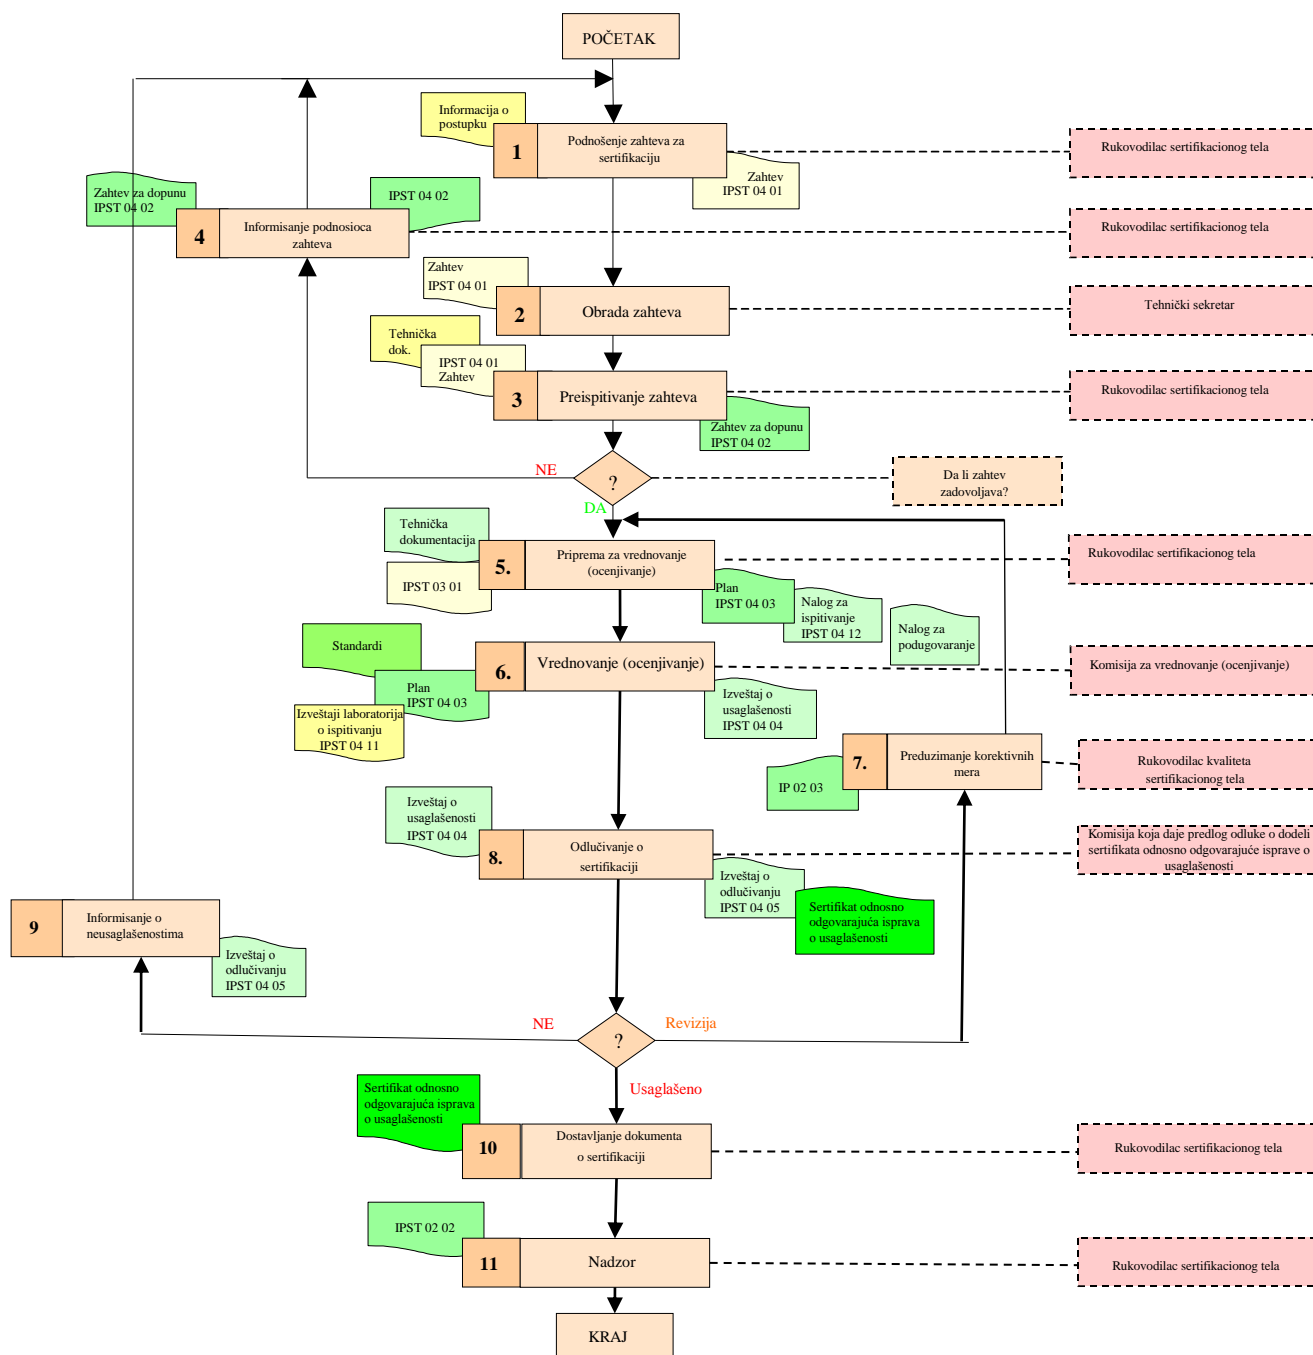 POČETAK
Informacija o
postupku
1
Podnošenje zahteva za
sertifikaciju
Rukovodilac sertifikacionog tela
Zahtev
IPST 04 01
Zahtev za dopunu
IPST 04 02
IPST 04 02
4
Informisanje podnosioca
zahteva
Rukovodilac sertifikacionog tela
Zahtev
IPST 04 01
2
Obrada zahteva
Tehnički sekretar
Tehnička
dok.
IPST 04 01
Zahtev
3
Preispitivanje zahteva
Rukovodilac sertifikacionog tela
Zahtev za dopunu
IPST 04 02
NE
?
Da li zahtev
zadovoljava?
DA
Tehnička
dokumentacija
5.
Priprema za vrednovanje
(ocenjivanje)
Rukovodilac sertifikacionog tela
IPST 03 01
Plan
IPST 04 03
Nalog za
ispitivanje
IPST 04 12
Nalog za
podugovaranje
Standardi
6.
Vrednovanje (ocenjivanje)
Komisija za vrednovanje (ocenjivanje)
Plan
IPST 04 03
Izveštaji laboratorija
o ispitivanju
IPST 04 11
Izveštaj o
usaglašenosti
IPST 04 04
7.
Preduzimanje korektivnih
mera
Rukovodilac kvaliteta
sertifikacionog tela
IP 02 03
Izveštaj o
usaglašenosti
IPST 04 04
8.
Odlučivanje o
sertifikaciji
Komisija koja daje predlog odluke o dodeli
sertifikata odnosno odgovarajuće isprave o
usaglašenosti
Izveštaj o
odlučivanju
IPST 04 05
Sertifikat odnosno
odgovarajuća isprava
o usaglašenosti
9
Informisanje o
neusaglašenostima
Izveštaj o
odlučivanju
IPST 04 05
NE
?
Revizija
Usaglašeno
Sertifikat odnosno
odgovarajuća isprava
o usaglašenosti
10
Dostavljanje dokumenta
o sertifikaciji
Rukovodilac sertifikacionog tela
IPST 02 02
11
Nadzor
Rukovodilac sertifikacionog tela
KRAJ